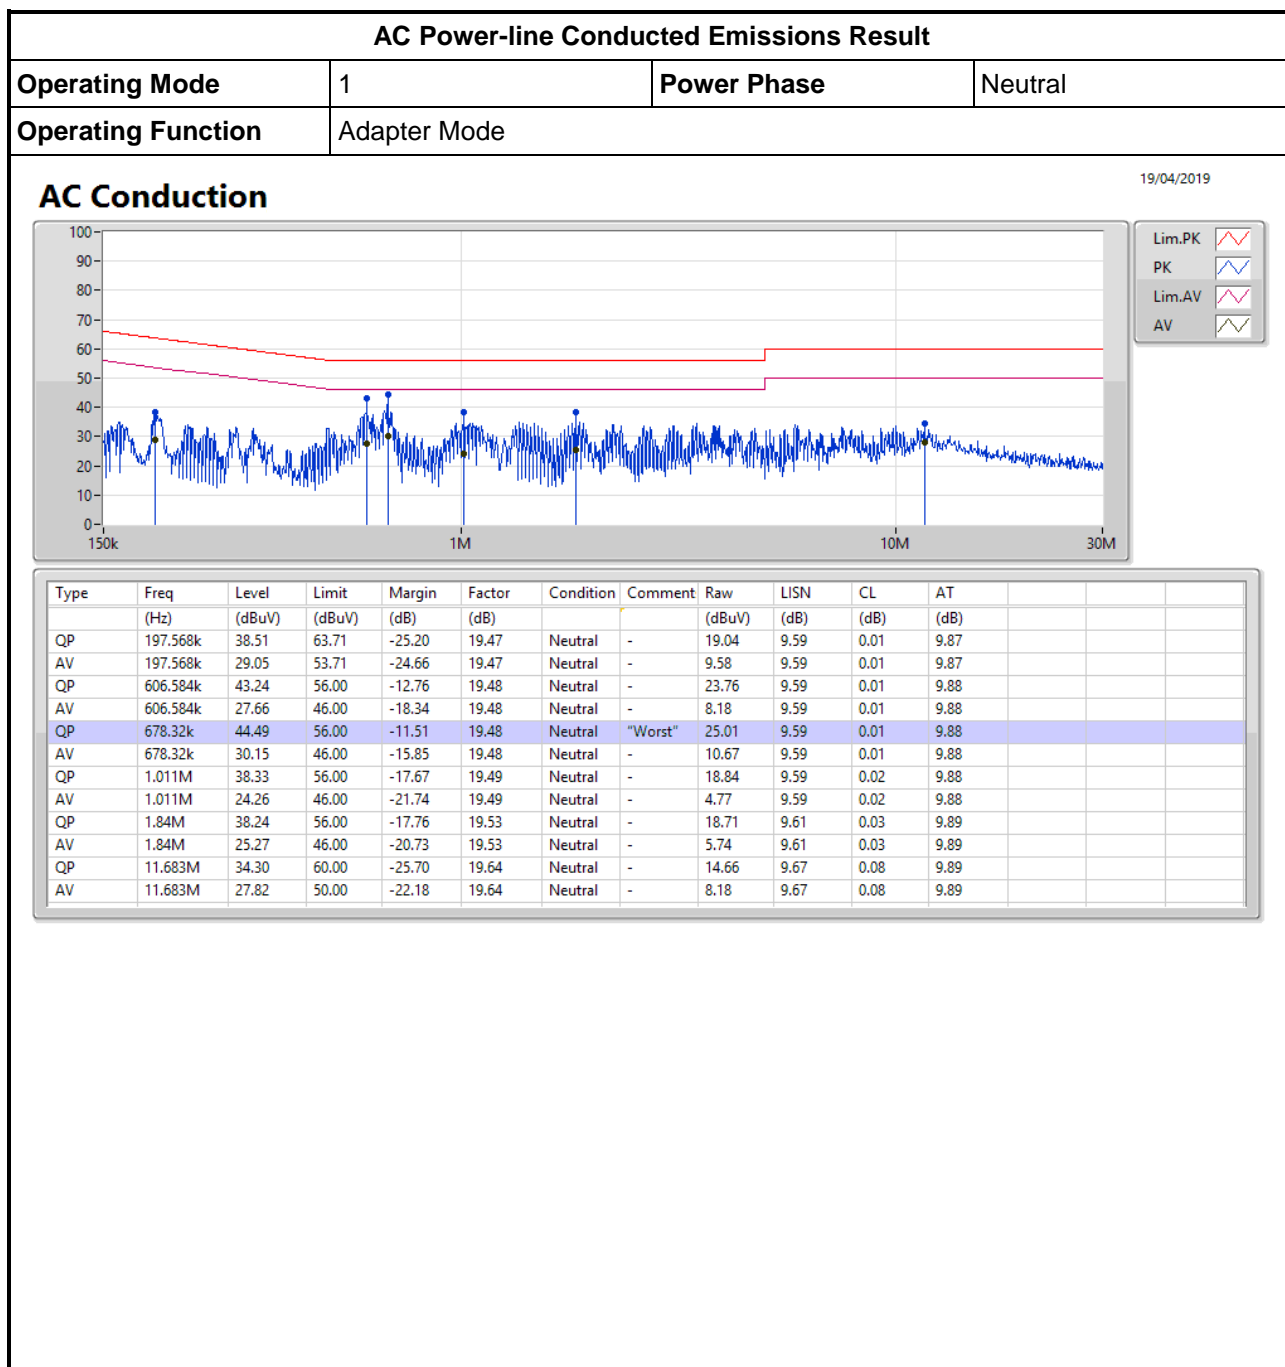 AC Power-line Conducted Emissions Result
Operating Mode 1 Power Phase Neutral
Operating Function Adapter Mode
19/04/2019
AC Conduction
100
90
80
70
60
50
40
30
20
10
0
150k 1M 10M 30M
Lim.PK
PK
Lim.AV
AV
Type Freq Level Limit Margin Factor Condition Comment Raw LISN CL AT
(Hz) (dBuV) (dBuV) (dB) (dB) (dBuV) (dB) (dB) (dB)
QP 197.568k 38.51 63.71 -25.20 19.47 Neutral - 19.04 9.59 0.01 9.87
AV 197.568k 29.05 53.71 -24.66 19.47 Neutral - 9.58 9.59 0.01 9.87
QP 606.584k 43.24 56.00 -12.76 19.48 Neutral - 23.76 9.59 0.01 9.88
AV 606.584k 27.66 46.00 -18.34 19.48 Neutral - 8.18 9.59 0.01 9.88
QP 678.32k 44.49 56.00 -11.51 19.48 Neutral "Worst" 25.01 9.59 0.01 9.88
AV 678.32k 30.15 46.00 -15.85 19.48 Neutral - 10.67 9.59 0.01 9.88
QP 1.011M 38.33 56.00 -17.67 19.49 Neutral - 18.84 9.59 0.02 9.88
AV 1.011M 24.26 46.00 -21.74 19.49 Neutral - 4.77 9.59 0.02 9.88
QP 1.84M 38.24 56.00 -17.76 19.53 Neutral - 18.71 9.61 0.03 9.89
AV 1.84M 25.27 46.00 -20.73 19.53 Neutral - 5.74 9.61 0.03 9.89
QP 11.683M 34.30 60.00 -25.70 19.64 Neutral - 14.66 9.67 0.08 9.89
AV 11.683M 27.82 50.00 -22.18 19.64 Neutral - 8.18 9.67 0.08 9.89